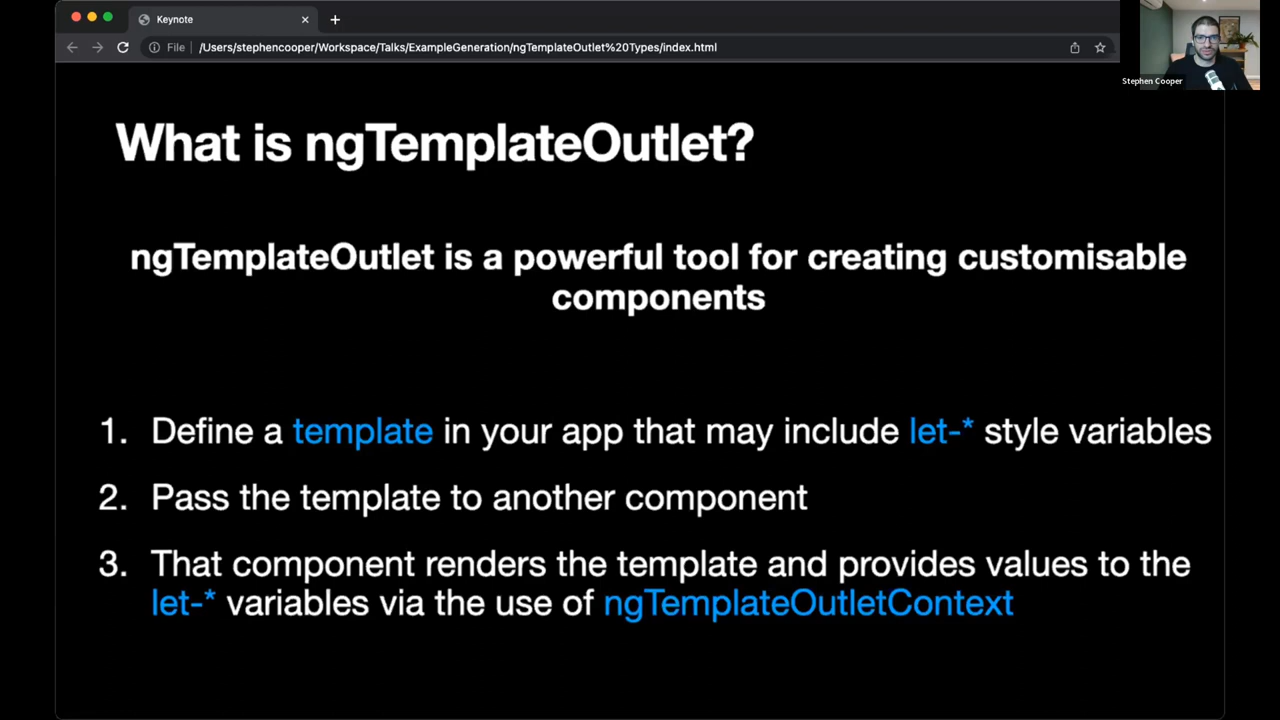 Keynote
File
/Users/stephencooper/Workspace/Talks/ExampleGeneration/ngTemplateOutlet%20Types/index.html
Stephen Cooper
What is ngTemplateOutlet?
ngTemplateOutlet is a powerful tool for creating customisable
components
1. Define a template in your app that may include let-* style variables
2. Pass the template to another component
3. That component renders the template and provides values to the
let-* variables via the use of ngTemplateOutletContext